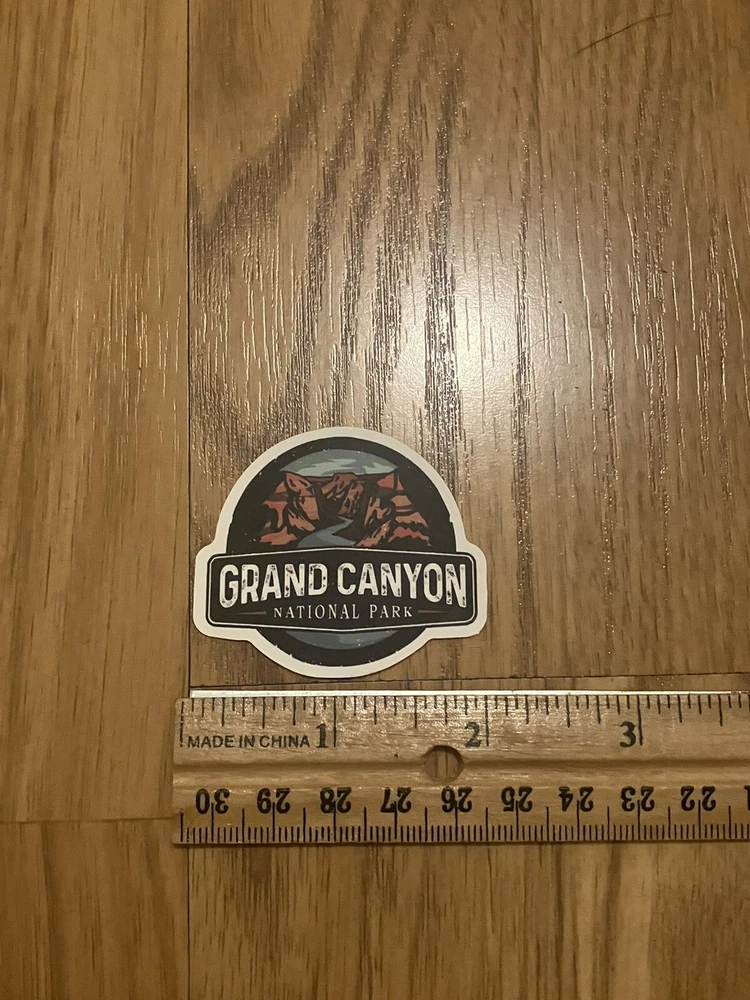 GRAND CANYON
NATIONAL PARK
MADE IN CHINA 1 2 3
30 29 28 27 26 25 24 23 22